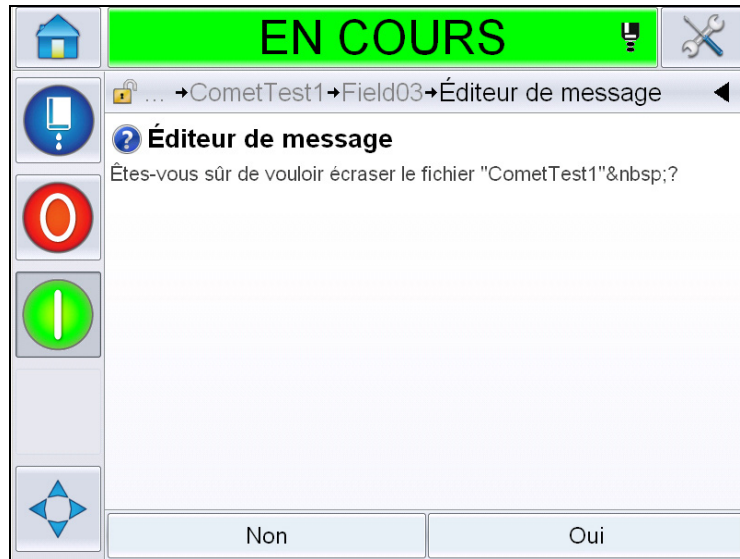 EN COURS
... →CometTest1→Field03→Éditeur de message
Éditeur de message
Êtes-vous sûr de vouloir écraser le fichier "CometTest1"&nbsp;?
Non
Oui